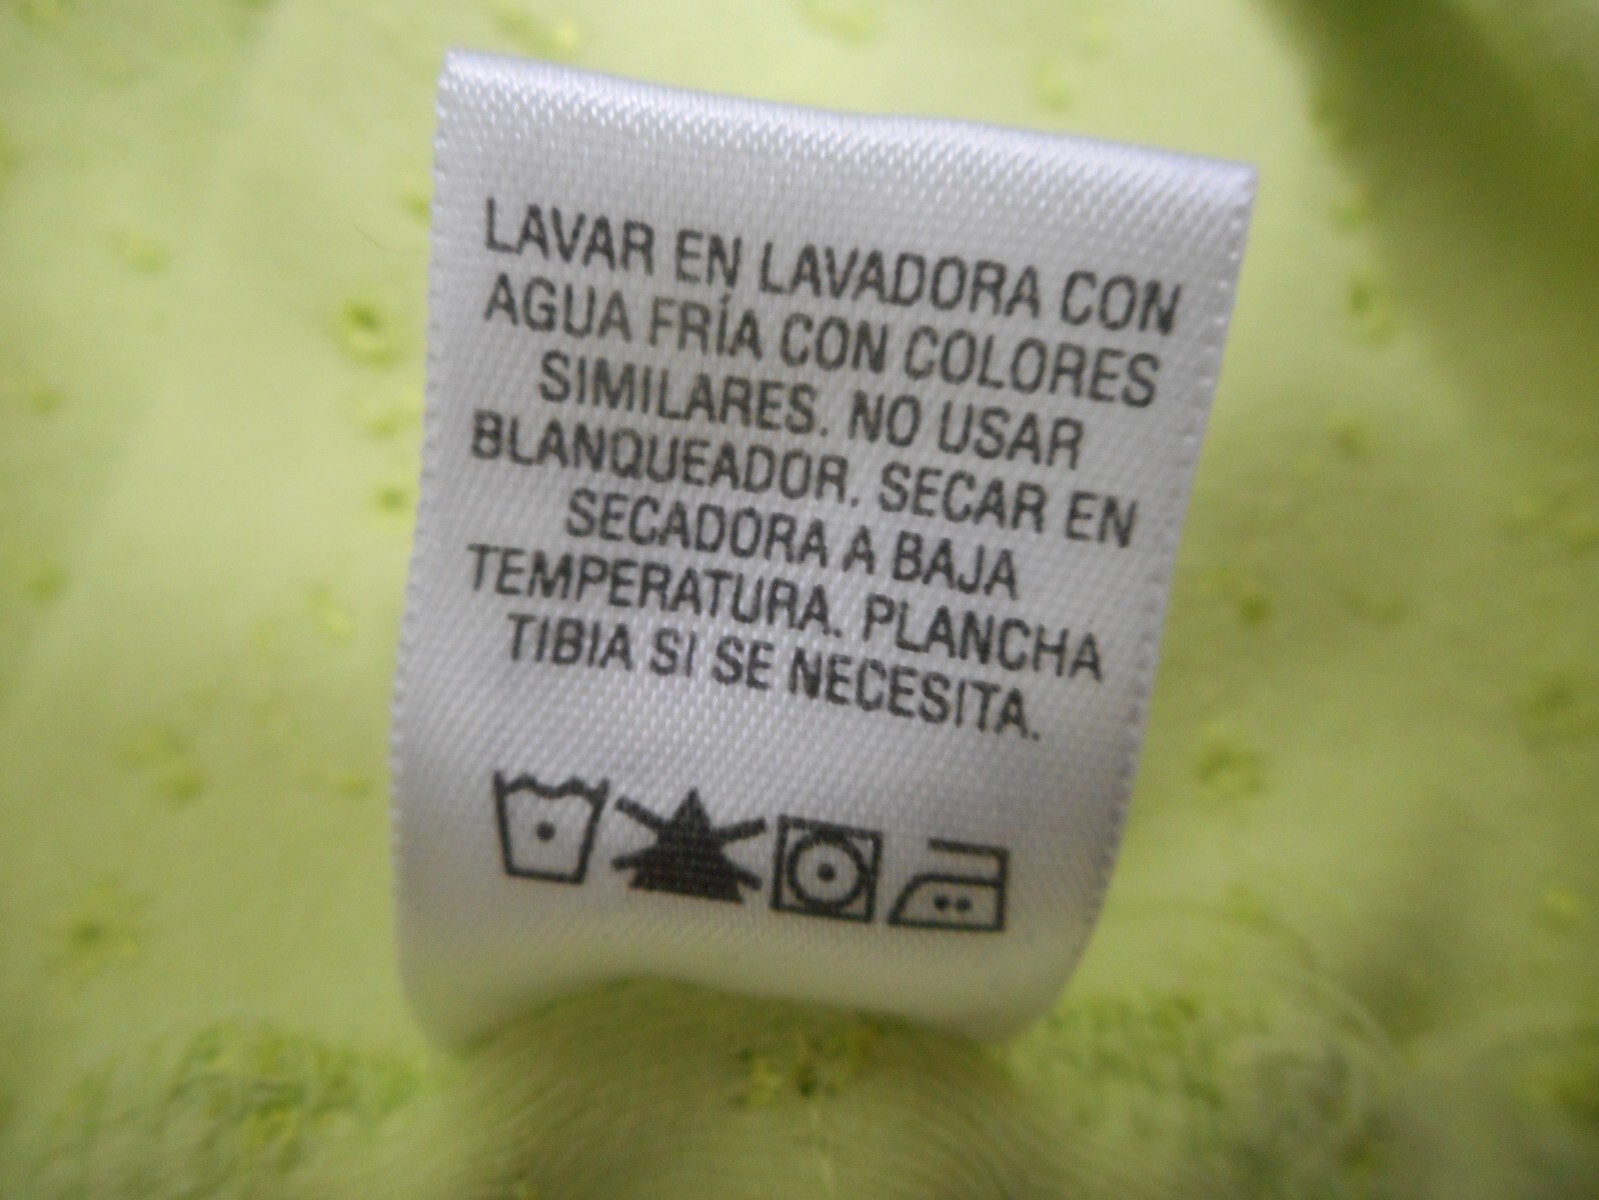 LAVAR EN LAVADORA CON
AGUA FRÍA CON COLORES
SIMILARES. NO USAR
BLANQUEADOR. SECAR EN
SECADORA A BAJA
TEMPERATURA. PLANCHA
TIBIA SI SE NECESITA.